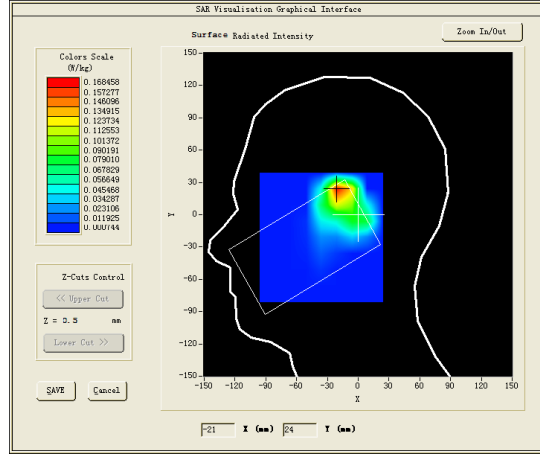 SAR Visualisation Graphical Interface
Surface Radiated Intensity
Zoom In/Out
Colors Scale
(W/kg)
0.168458
0.157277
0.146096
0.134915
0.123734
0.112553
0.101372
0.090191
0.079010
0.067829
0.056649
0.045468
0.034287
0.023106
0.011925
0.000744
Z-Cuts Control
<< Upper Cut
Z = 3.5 mm
Lower Cut >>
SAVE
Cancel
150
120
90
60
30
0
-30
-60
-90
-120
-150
Y
-150 -120 -90 -60 -30 0 30 60 90 120 150
X
-21 X (mm) 24 Y (mm)